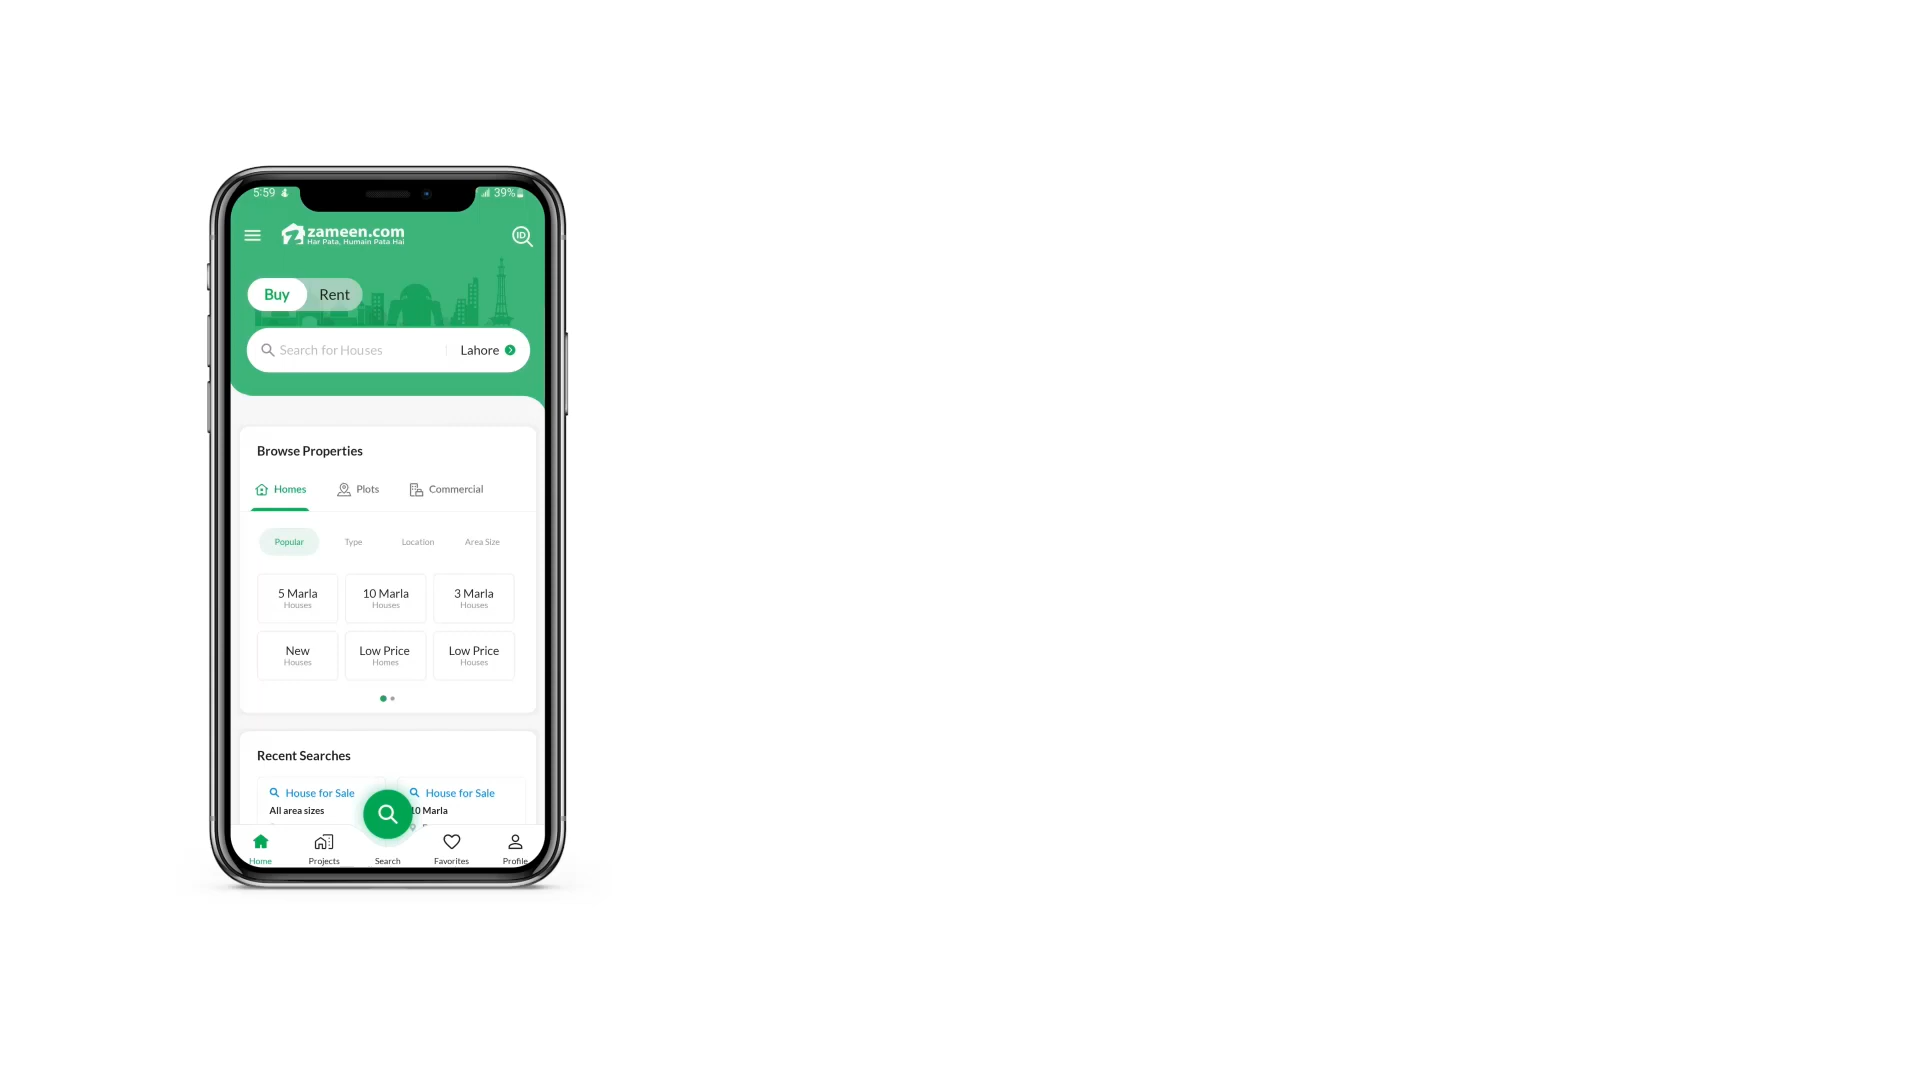 5:59
39%
zameen.com
Har Pata, Humain Pata Hai
ID
Buy Rent
Search for Houses Lahore
Browse Properties
Homes Plots Commercial
Popular Type Location Area Size
5 Marla 10 Marla 3 Marla
Houses Houses Houses
New Low Price Low Price
Houses Homes Houses
Recent Searches
House for Sale House for Sale
All area sizes 10 Marla
Home Projects Search Favorites Profile